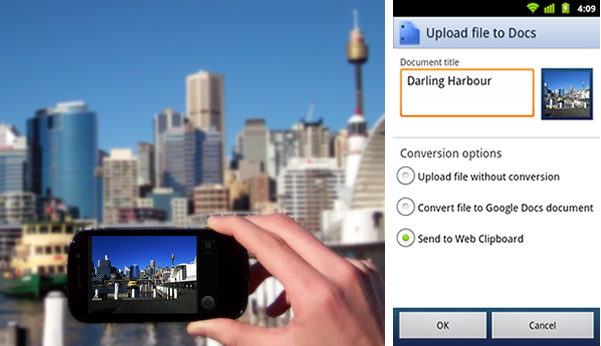 4:09
Upload file to Docs
Document title
Darling Harbour
Conversion options
Upload file without conversion
Convert file to Google Docs document
Send to Web Clipboard
OK
Cancel